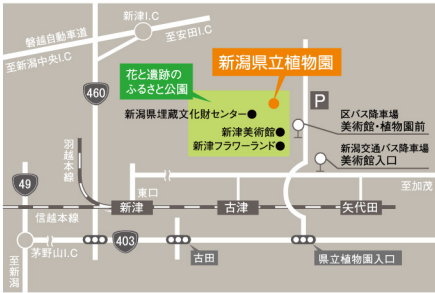 新津I.C
磐越自動車道
至安田I.C
至新潟中央I.C
新潟県立植物園
花と遺跡の
ふるさと公園
460
P
新潟県埋蔵文化財センター
区バス降車場
美術館・植物園前
新津美術館
新津フラワーランド
新潟交通バス降車場
美術館入口
羽越本線
49
東口
至加茂
信越本線
新津
古津
矢代田
403
茅野山I.C
古田
県立植物園入口
至新潟